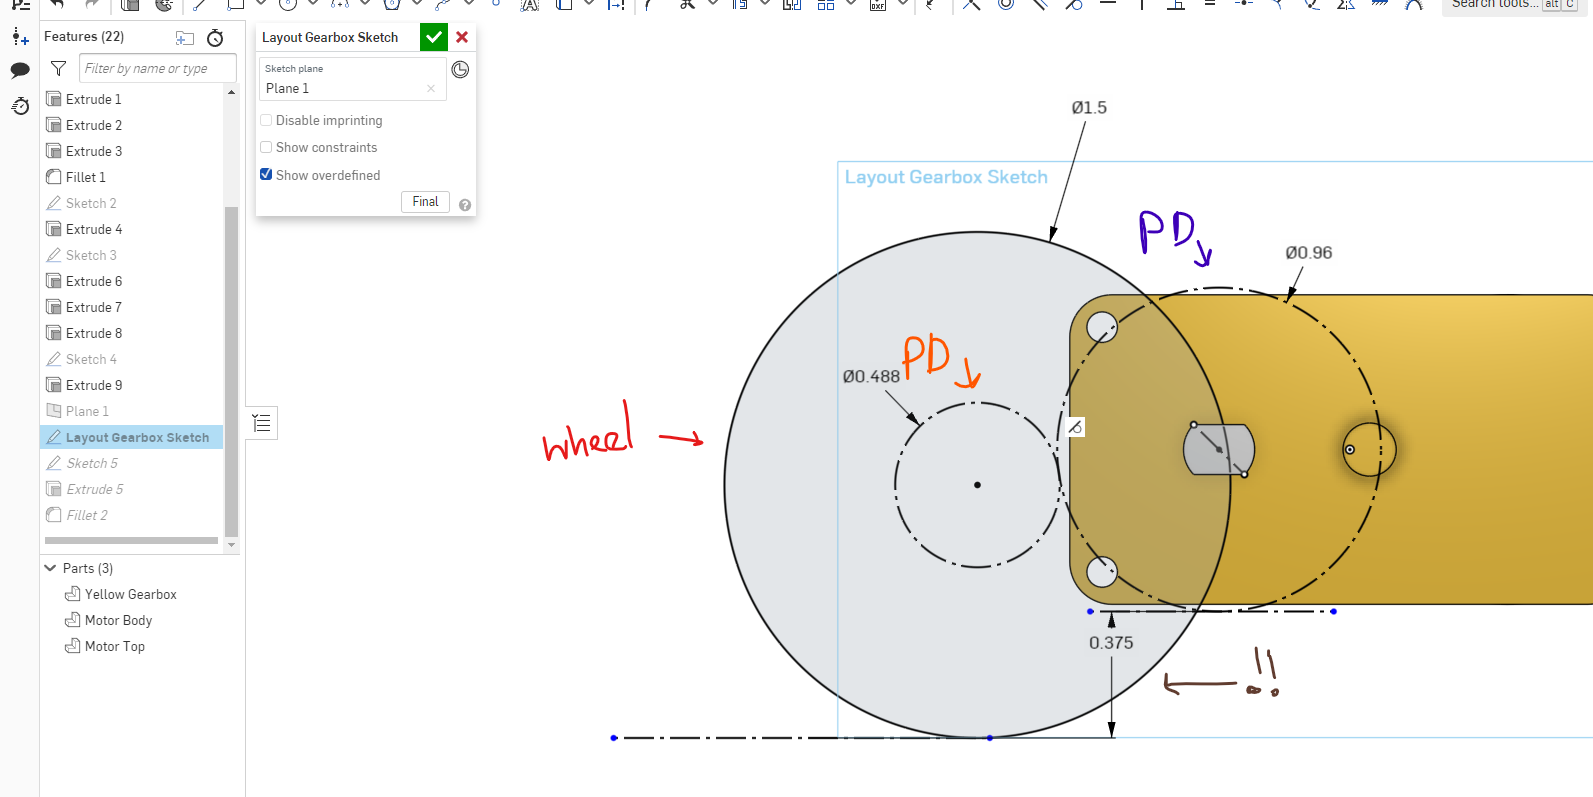 Search tools... alt C
Features (22)
Filter by name or type
Extrude 1
Extrude 2
Extrude 3
Fillet 1
Sketch 2
Extrude 4
Sketch 3
Extrude 6
Extrude 7
Extrude 8
Sketch 4
Extrude 9
Plane 1
Layout Gearbox Sketch
Sketch 5
Extrude 5
Fillet 2
Parts (3)
Yellow Gearbox
Motor Body
Motor Top
Layout Gearbox Sketch
Sketch plane
Plane 1
Disable imprinting
Show constraints
Show overdefined
Final
Ø1.5
Layout Gearbox Sketch
PD
Ø0.96
PD
Ø0.488
wheel
0.375
!!